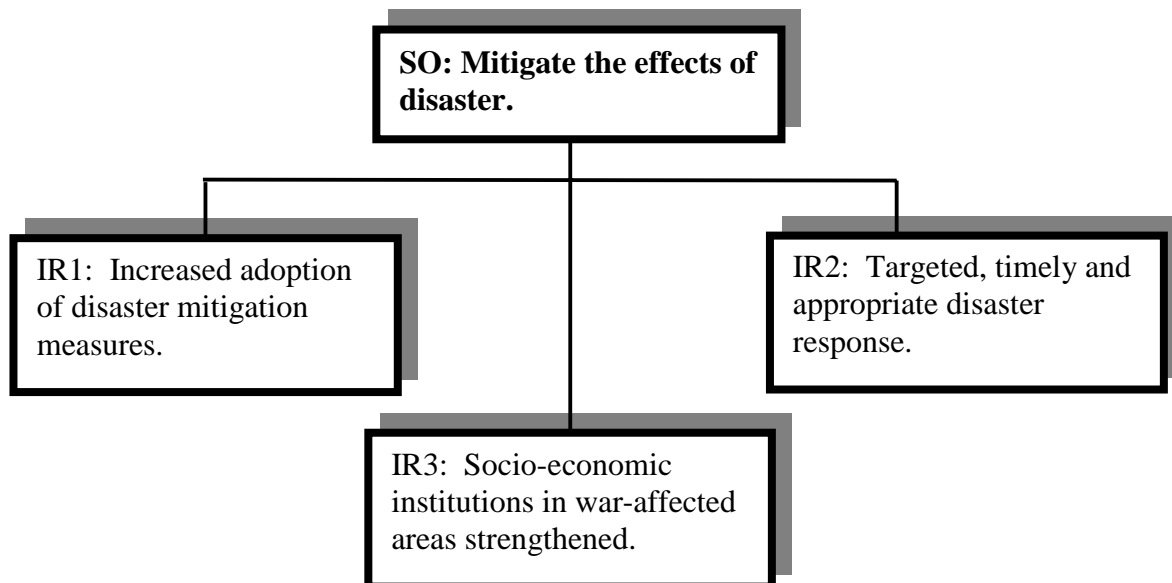 SO: Mitigate the effects of
disaster.
IR1:  Increased adoption
of disaster mitigation
measures.
IR2:  Targeted, timely and
appropriate disaster
response.
IR3:  Socio-economic
institutions in war-affected
areas strengthened.